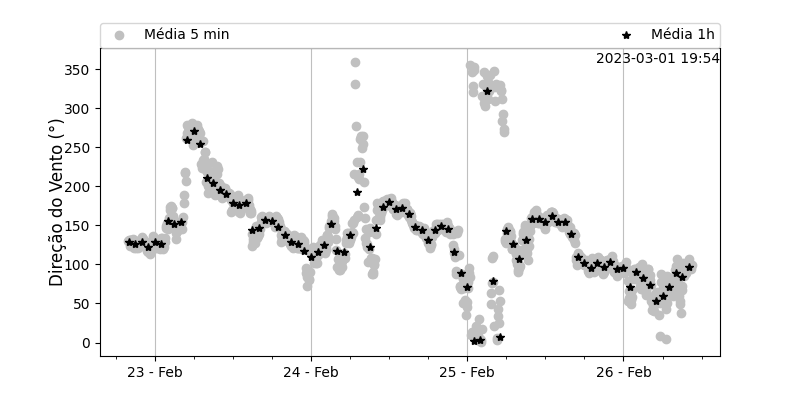 Média 5 min
Média 1h
2023-03-01 19:54
Direção do Vento (°)
350
300
250
200
150
100
50
0
23 - Feb
24 - Feb
25 - Feb
26 - Feb